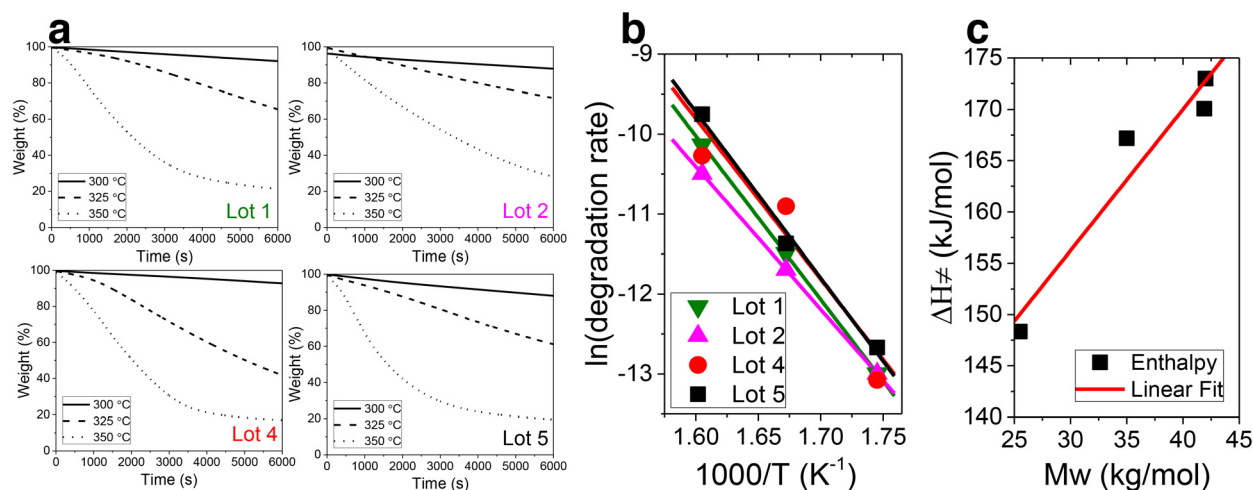 a
100
80
60
40
20
0
Weight (%)
300 °C
325 °C
350 °C
Lot 1
0 1000 2000 3000 4000 5000 6000
Time (s)
100
80
60
40
20
0
Weight (%)
300 °C
325 °C
350 °C
Lot 2
0 1000 2000 3000 4000 5000 6000
Time (s)
100
80
60
40
20
0
Weight (%)
300 °C
325 °C
350 °C
Lot 4
0 1000 2000 3000 4000 5000 6000
Time (s)
100
80
60
40
20
0
Weight (%)
300 °C
325 °C
350 °C
Lot 5
0 1000 2000 3000 4000 5000 6000
Time (s)
b
-9
-10
-11
-12
-13
ln(degradation rate)
Lot 1
Lot 2
Lot 4
Lot 5
1.60 1.65 1.70 1.75
1000/T (K⁻¹)
c
175
170
165
160
155
150
145
140
ΔH≠ (kJ/mol)
Enthalpy
Linear Fit
25 30 35 40 45
Mw (kg/mol)